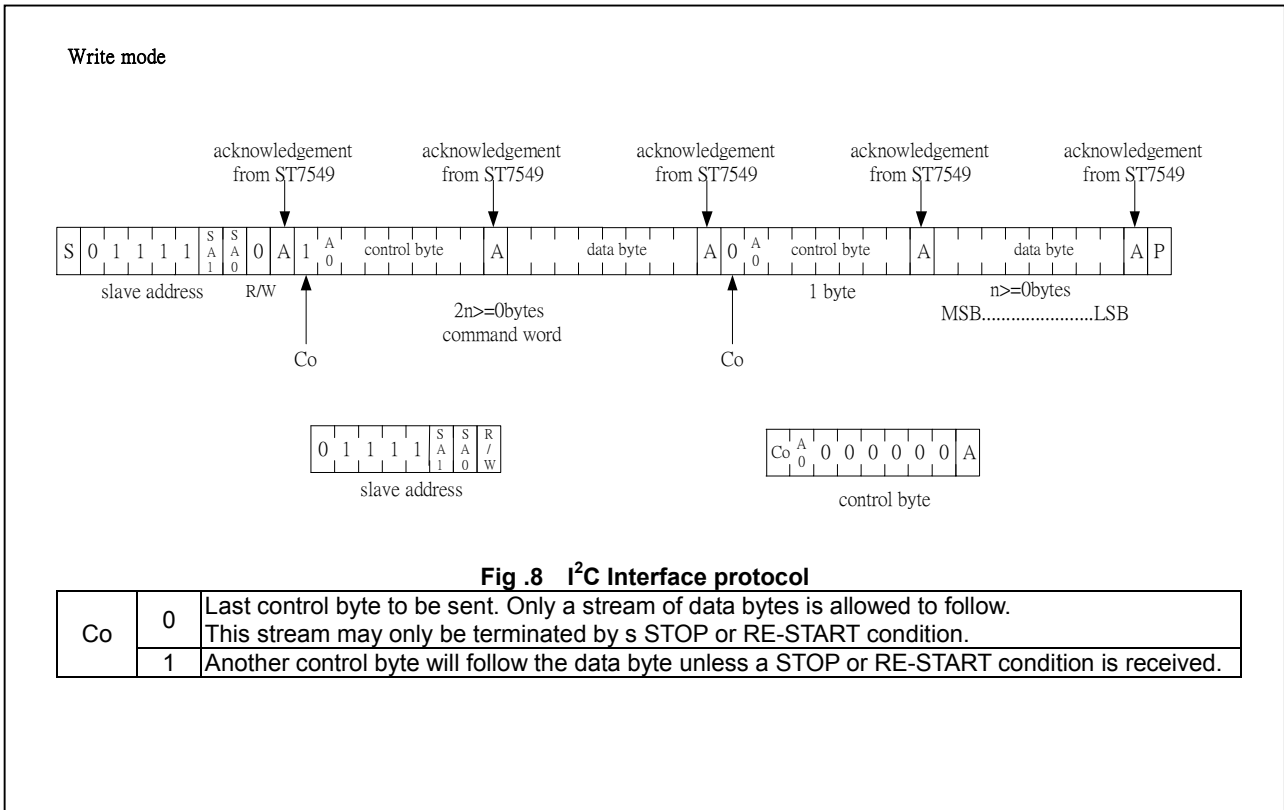 Write mode
acknowledgement acknowledgement acknowledgement acknowledgement acknowledgement
from ST7549 from ST7549 from ST7549 from ST7549 from ST7549
S 0 1 1 1 1 SA1 SA0 0 A 1 A0 control byte A data byte A 0 A0 control byte A data byte A P
slave address R/W 1 byte n>=0bytes
2n>=0bytes MSB......................LSB
command word
Co Co
0 1 1 1 1 SA1 SA0 R/W
slave address
Co A0 0 0 0 0 0 0 A
control byte
Fig .8 I²C Interface protocol
Co 0 Last control byte to be sent. Only a stream of data bytes is allowed to follow.
This stream may only be terminated by s STOP or RE-START condition.
1 Another control byte will follow the data byte unless a STOP or RE-START condition is received.